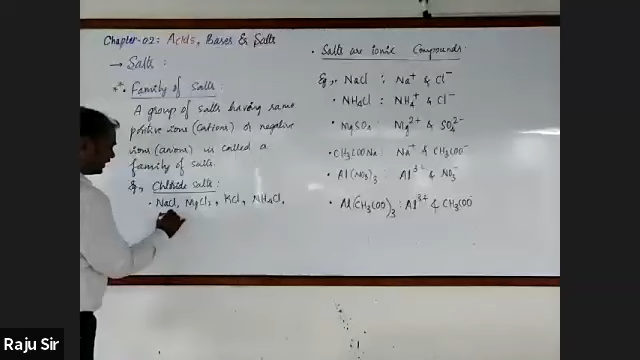 Chapter-02: Acids, Bases & Salts
→ Salts :
** Family of Salts :
A group of salts having same
positive ions (cations) or negative
ions (anions) is called a
family of salts.
Eg, Chloride salts :
• NaCl, MgCl₂, KCl, NH₄Cl,
• Salts are ionic Compounds :
Eg, NaCl : Na⁺ & Cl⁻
• NH₄Cl : NH₄⁺ & Cl⁻
• MgSO₄ : Mg²⁺ & SO₄²⁻
• CH₃COONa : Na⁺ & CH₃COO⁻
• Al(NO₃)₃ : Al³⁺ & NO₃⁻
• Al(CH₃COO)₃ : Al³⁺ & CH₃COO⁻
Raju Sir